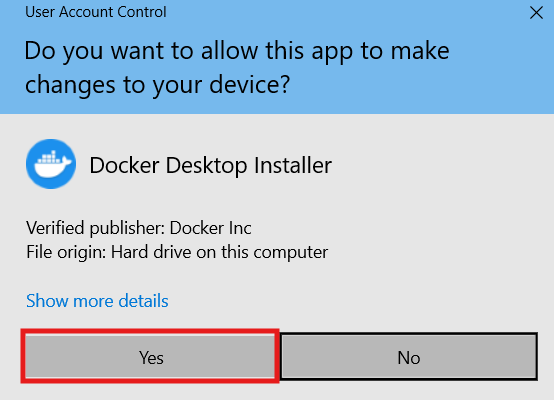 User Account Control
Do you want to allow this app to make
changes to your device?
Docker Desktop Installer
Verified publisher: Docker Inc
File origin: Hard drive on this computer
Show more details
Yes
No